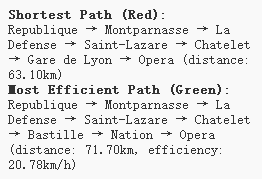 Shortest Path (Red):
Republique → Montparnasse → La
Defense → Saint-Lazare → Chatelet
→ Gare de Lyon → Opera (distance:
63.10km)
Most Efficient Path (Green):
Republique → Montparnasse → La
Defense → Saint-Lazare → Chatelet
→ Bastille → Nation → Opera
(distance: 71.70km, efficiency:
20.78km/h)